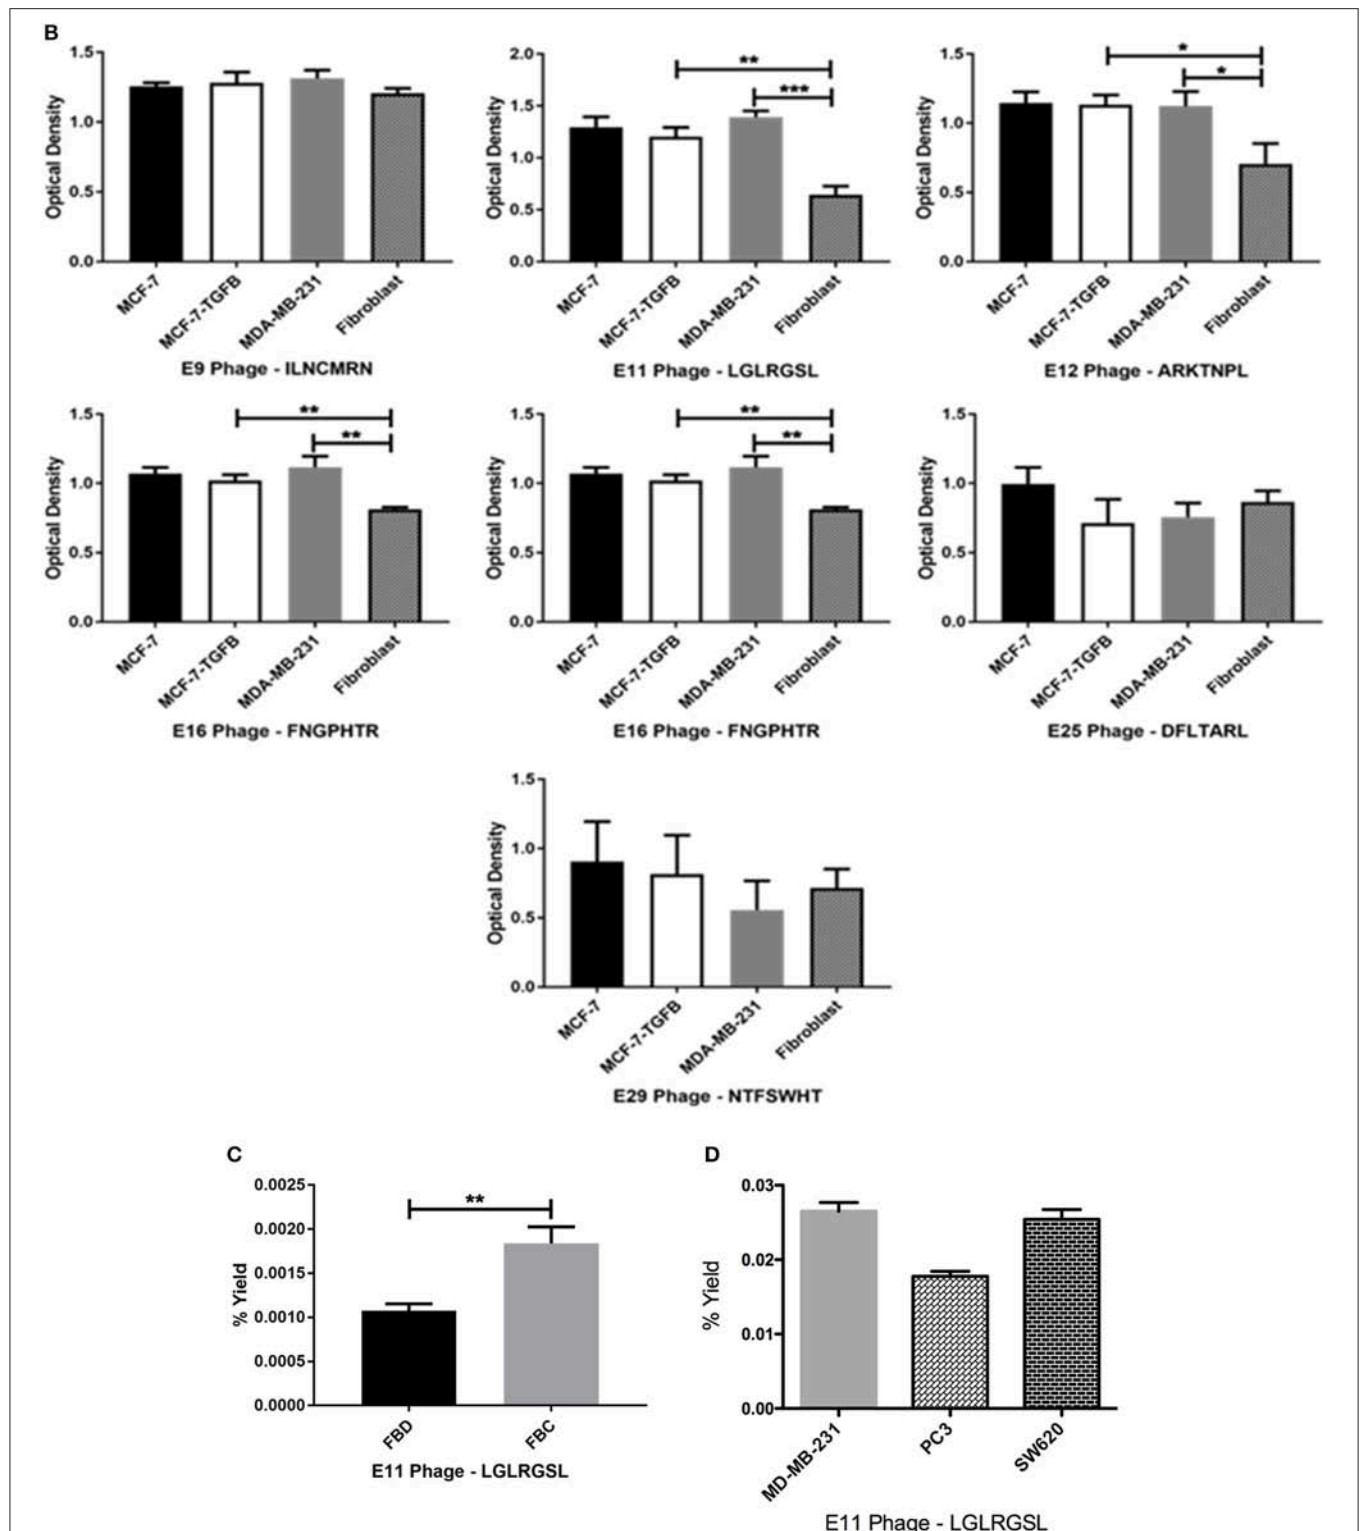 B
1.5
1.0
0.5
0.0
Optical Density
MCF-7
MCF-7-TGFB
MDA-MB-231
Fibroblast
E9 Phage - ILNCMRN
2.0
1.5
1.0
0.5
0.0
Optical Density
**
***
MCF-7
MCF-7-TGFB
MDA-MB-231
Fibroblast
E11 Phage - LGLRGSL
1.5
1.0
0.5
0.0
Optical Density
*
*
MCF-7
MCF-7-TGFB
MDA-MB-231
Fibroblast
E12 Phage - ARKTNPL
1.5
1.0
0.5
0.0
Optical Density
**
**
MCF-7
MCF-7-TGFB
MDA-MB-231
Fibroblast
E16 Phage - FNGPHTR
1.5
1.0
0.5
0.0
Optical Density
**
**
MCF-7
MCF-7-TGFB
MDA-MB-231
Fibroblast
E16 Phage - FNGPHTR
1.5
1.0
0.5
0.0
Optical Density
MCF-7
MCF-7-TGFB
MDA-MB-231
Fibroblast
E25 Phage - DFLTARL
1.5
1.0
0.5
0.0
Optical Density
MCF-7
MCF-7-TGFB
MDA-MB-231
Fibroblast
E29 Phage - NTFSWHT
C
0.0025
0.0020
0.0015
0.0010
0.0005
0.0000
% Yield
**
FBD
FBC
E11 Phage - LGLRGSL
D
0.03
0.02
0.01
0.00
% Yield
MD-MB-231
PC3
SW620
E11 Phage - LGLRGSL